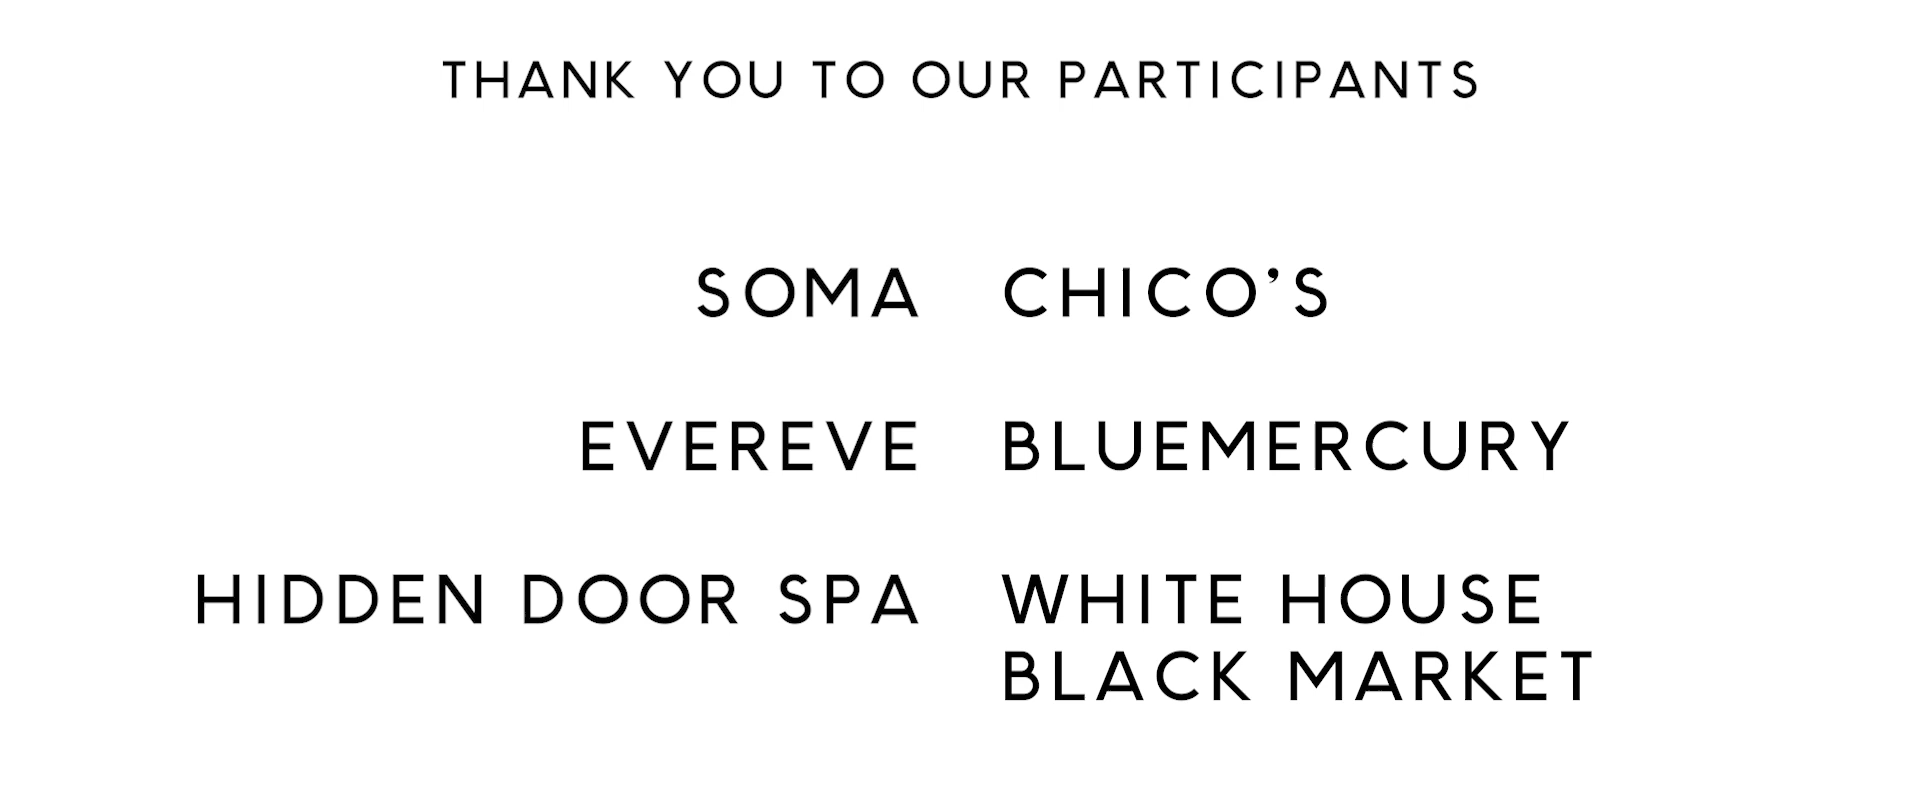 THANK YOU TO OUR PARTICIPANTS
SOMA
CHICO’S
EVEREVE
BLUEMERCURY
HIDDEN DOOR SPA
WHITE HOUSE
BLACK MARKET